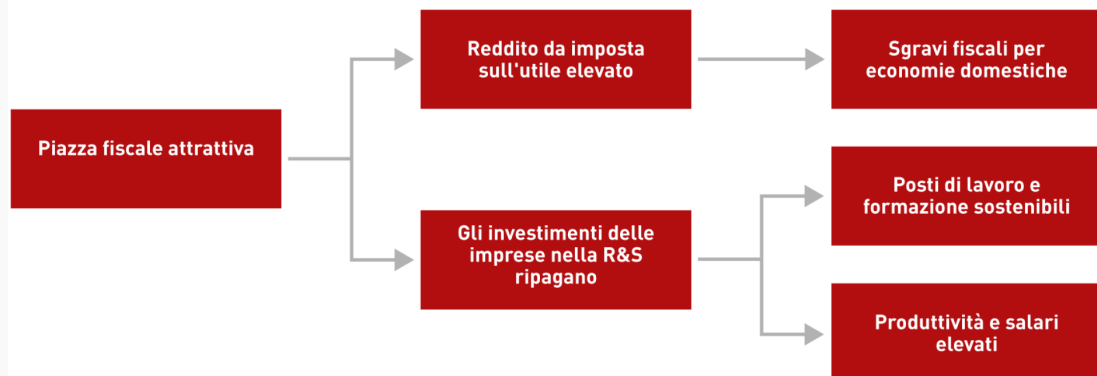 Piazza fiscale attrattiva
Reddito da imposta
sull'utile elevato
Gli investimenti delle
imprese nella R&S
ripagano
Sgravi fiscali per
economie domestiche
Posti di lavoro e
formazione sostenibili
Produttività e salari
elevati